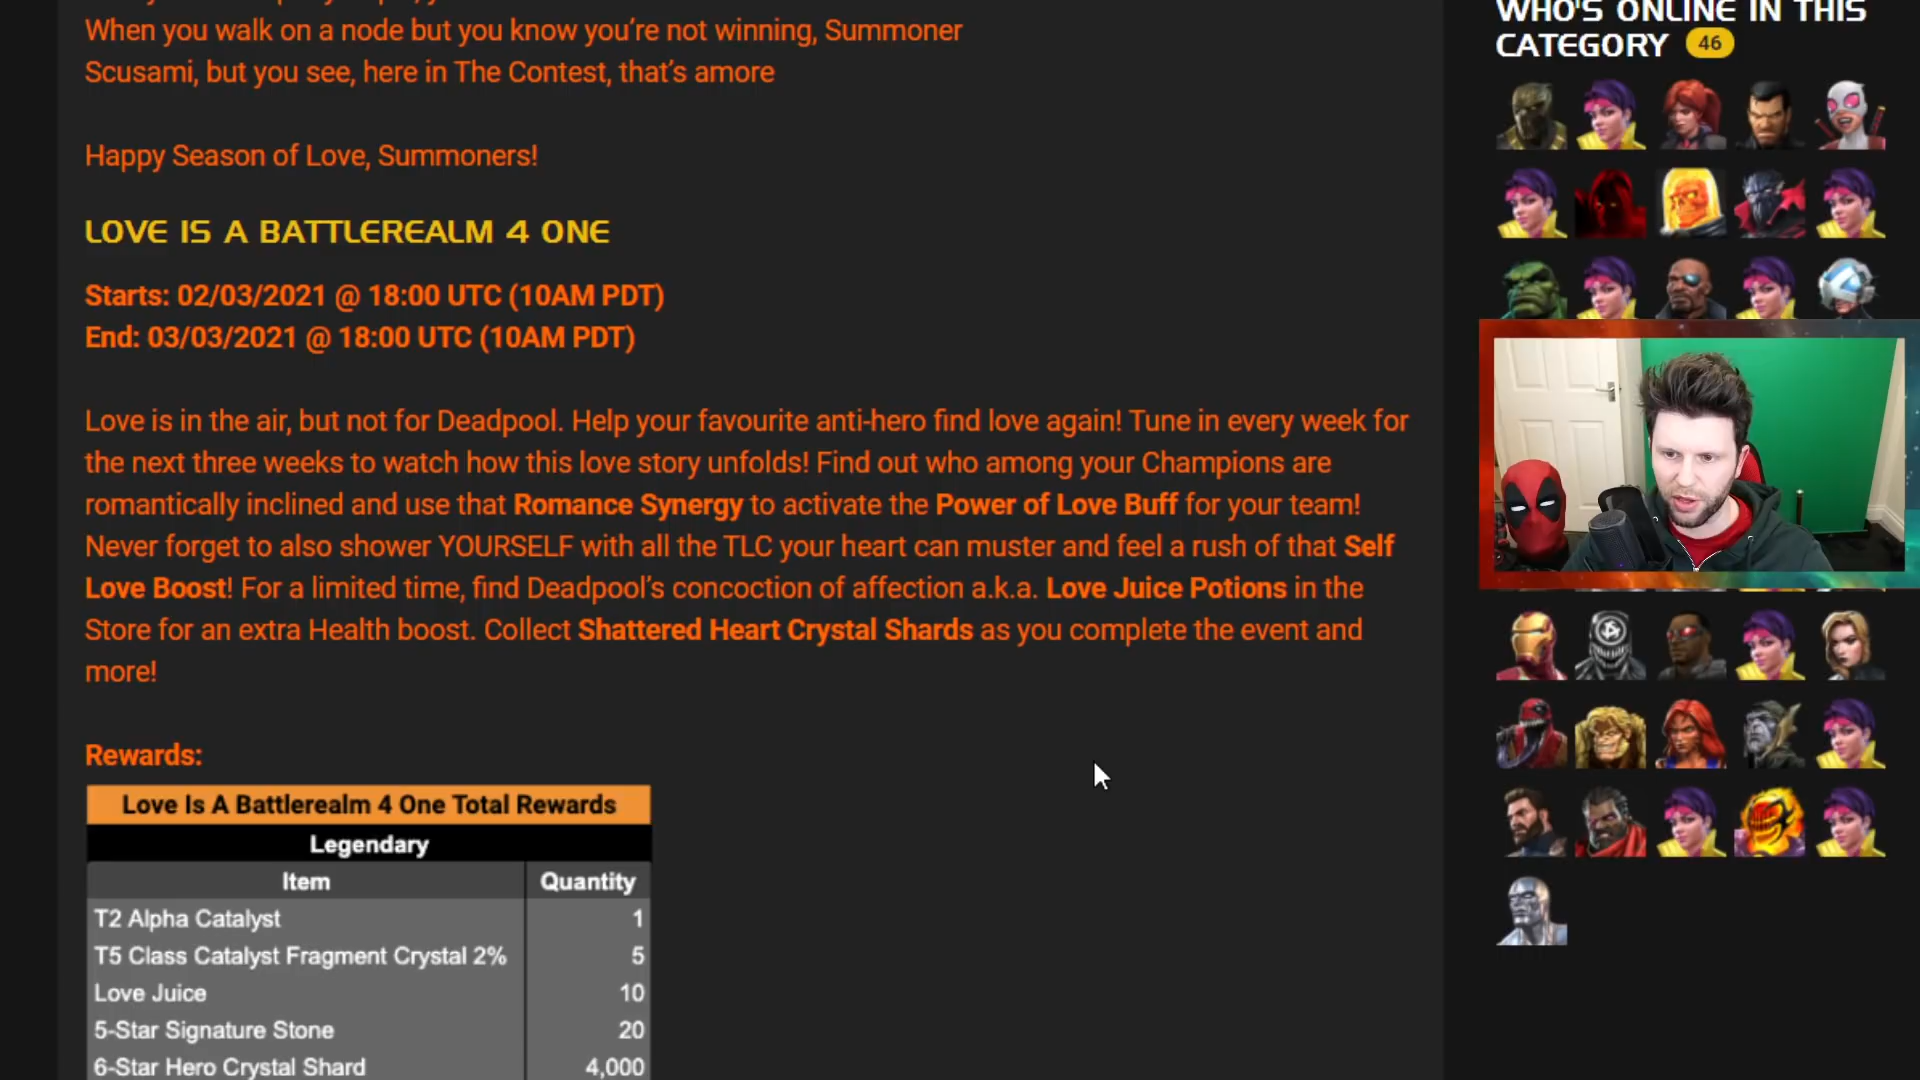 When you walk on a node but you know you're not winning, Summoner
Scusami, but you see, here in The Contest, that's amore
Happy Season of Love, Summoners!
LOVE IS A BATTLEREALM 4 ONE
Starts: 02/03/2021 @ 18:00 UTC (10AM PDT)
End: 03/03/2021 @ 18:00 UTC (10AM PDT)
Love is in the air, but not for Deadpool. Help your favourite anti-hero find love again! Tune in every week for
the next three weeks to watch how this love story unfolds! Find out who among your Champions are
romantically inclined and use that Romance Synergy to activate the Power of Love Buff for your team!
Never forget to also shower YOURSELF with all the TLC your heart can muster and feel a rush of that Self
Love Boost! For a limited time, find Deadpool's concoction of affection a.k.a. Love Juice Potions in the
Store for an extra Health boost. Collect Shattered Heart Crystal Shards as you complete the event and
more!
Rewards:
Love Is A Battlerealm 4 One Total Rewards
Legendary
Item Quantity
T2 Alpha Catalyst 1
T5 Class Catalyst Fragment Crystal 2% 5
Love Juice 10
5-Star Signature Stone 20
6-Star Hero Crystal Shard 4,000
WHO'S ONLINE IN THIS
CATEGORY 46